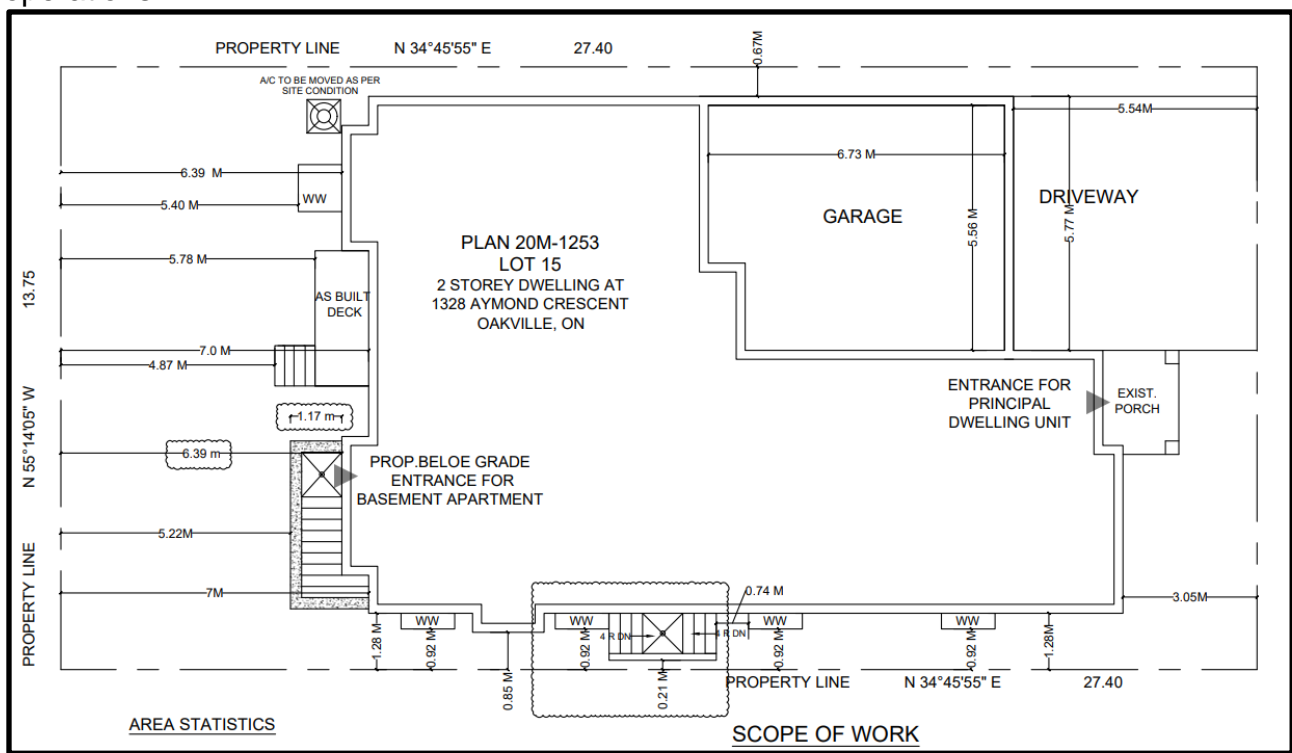 PROPERTY LINE N 34°45'55" E 27.40
0.67M
A/C TO BE MOVED AS PER
SITE CONDITION
5.54M
6.39 M
6.73 M
WW
5.40 M
DRIVEWAY
GARAGE
5.56 M
5.77 M
PLAN 20M-1253
LOT 15
2 STOREY DWELLING AT
1328 AYMOND CRESCENT
OAKVILLE, ON
5.78 M
13.75
AS BUILT
DECK
7.0 M
4.87 M
N 55°14'05" W
ENTRANCE FOR
PRINCIPAL
DWELLING UNIT
EXIST.
PORCH
1.17 m
6.39 m
PROP.BELOE GRADE
ENTRANCE FOR
BASEMENT APARTMENT
5.22M
PROPERTY LINE
7M
0.74 M
3.05M
WW
WW
4 R DN
4 R DN
WW
WW
1.28 M
0.92 M
0.85 M
0.92 M
0.21 M
0.92 M
0.92 M
1.28M
PROPERTY LINE N 34°45'55" E 27.40
AREA STATISTICS
SCOPE OF WORK